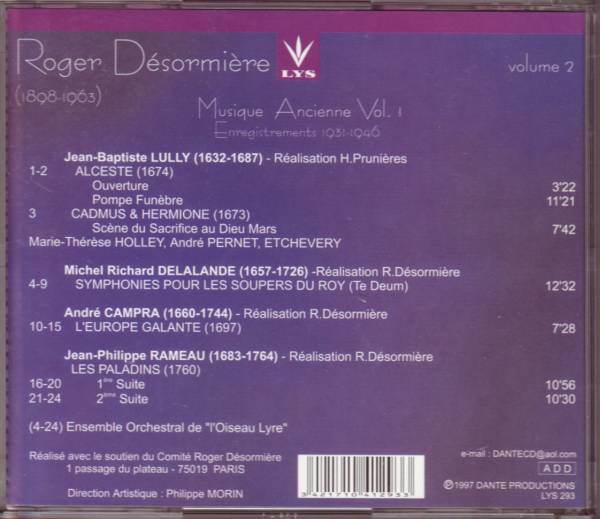 Roger Désormière
LYS
volume 2
(1898-1963)
Musique Ancienne Vol. 1
Enregistrements 1931-1946
Jean-Baptiste LULLY (1632-1687) - Réalisation H.Prunières
1-2 ALCESTE (1674)
Ouverture 3'22
Pompe Funèbre 11'21
3 CADMUS & HERMIONE (1673)
Scène du Sacrifice au Dieu Mars 7'42
Marie-Thérèse HOLLEY, André PERNET, ETCHEVERY
Michel Richard DELALANDE (1657-1726) -Réalisation R.Désormière
4-9 SYMPHONIES POUR LES SOUPERS DU ROY (Te Deum) 12'32
André CAMPRA (1660-1744) - Réalisation R.Désormière
10-15 L'EUROPE GALANTE (1697) 7'28
Jean-Philippe RAMEAU (1683-1764) - Réalisation R.Désormière
LES PALADINS (1760)
16-20 1ère Suite 10'56
21-24 2ème Suite 10'30
(4-24) Ensemble Orchestral de "l'Oiseau Lyre"
Réalisé avec le soutien du Comité Roger Désormière
1 passage du plateau - 75019 PARIS
Direction Artistique : Philippe MORIN
3 421710 412933
e-mail : DANTECD@aol.com
ADD
℗1997 DANTE PRODUCTIONS
LYS 293